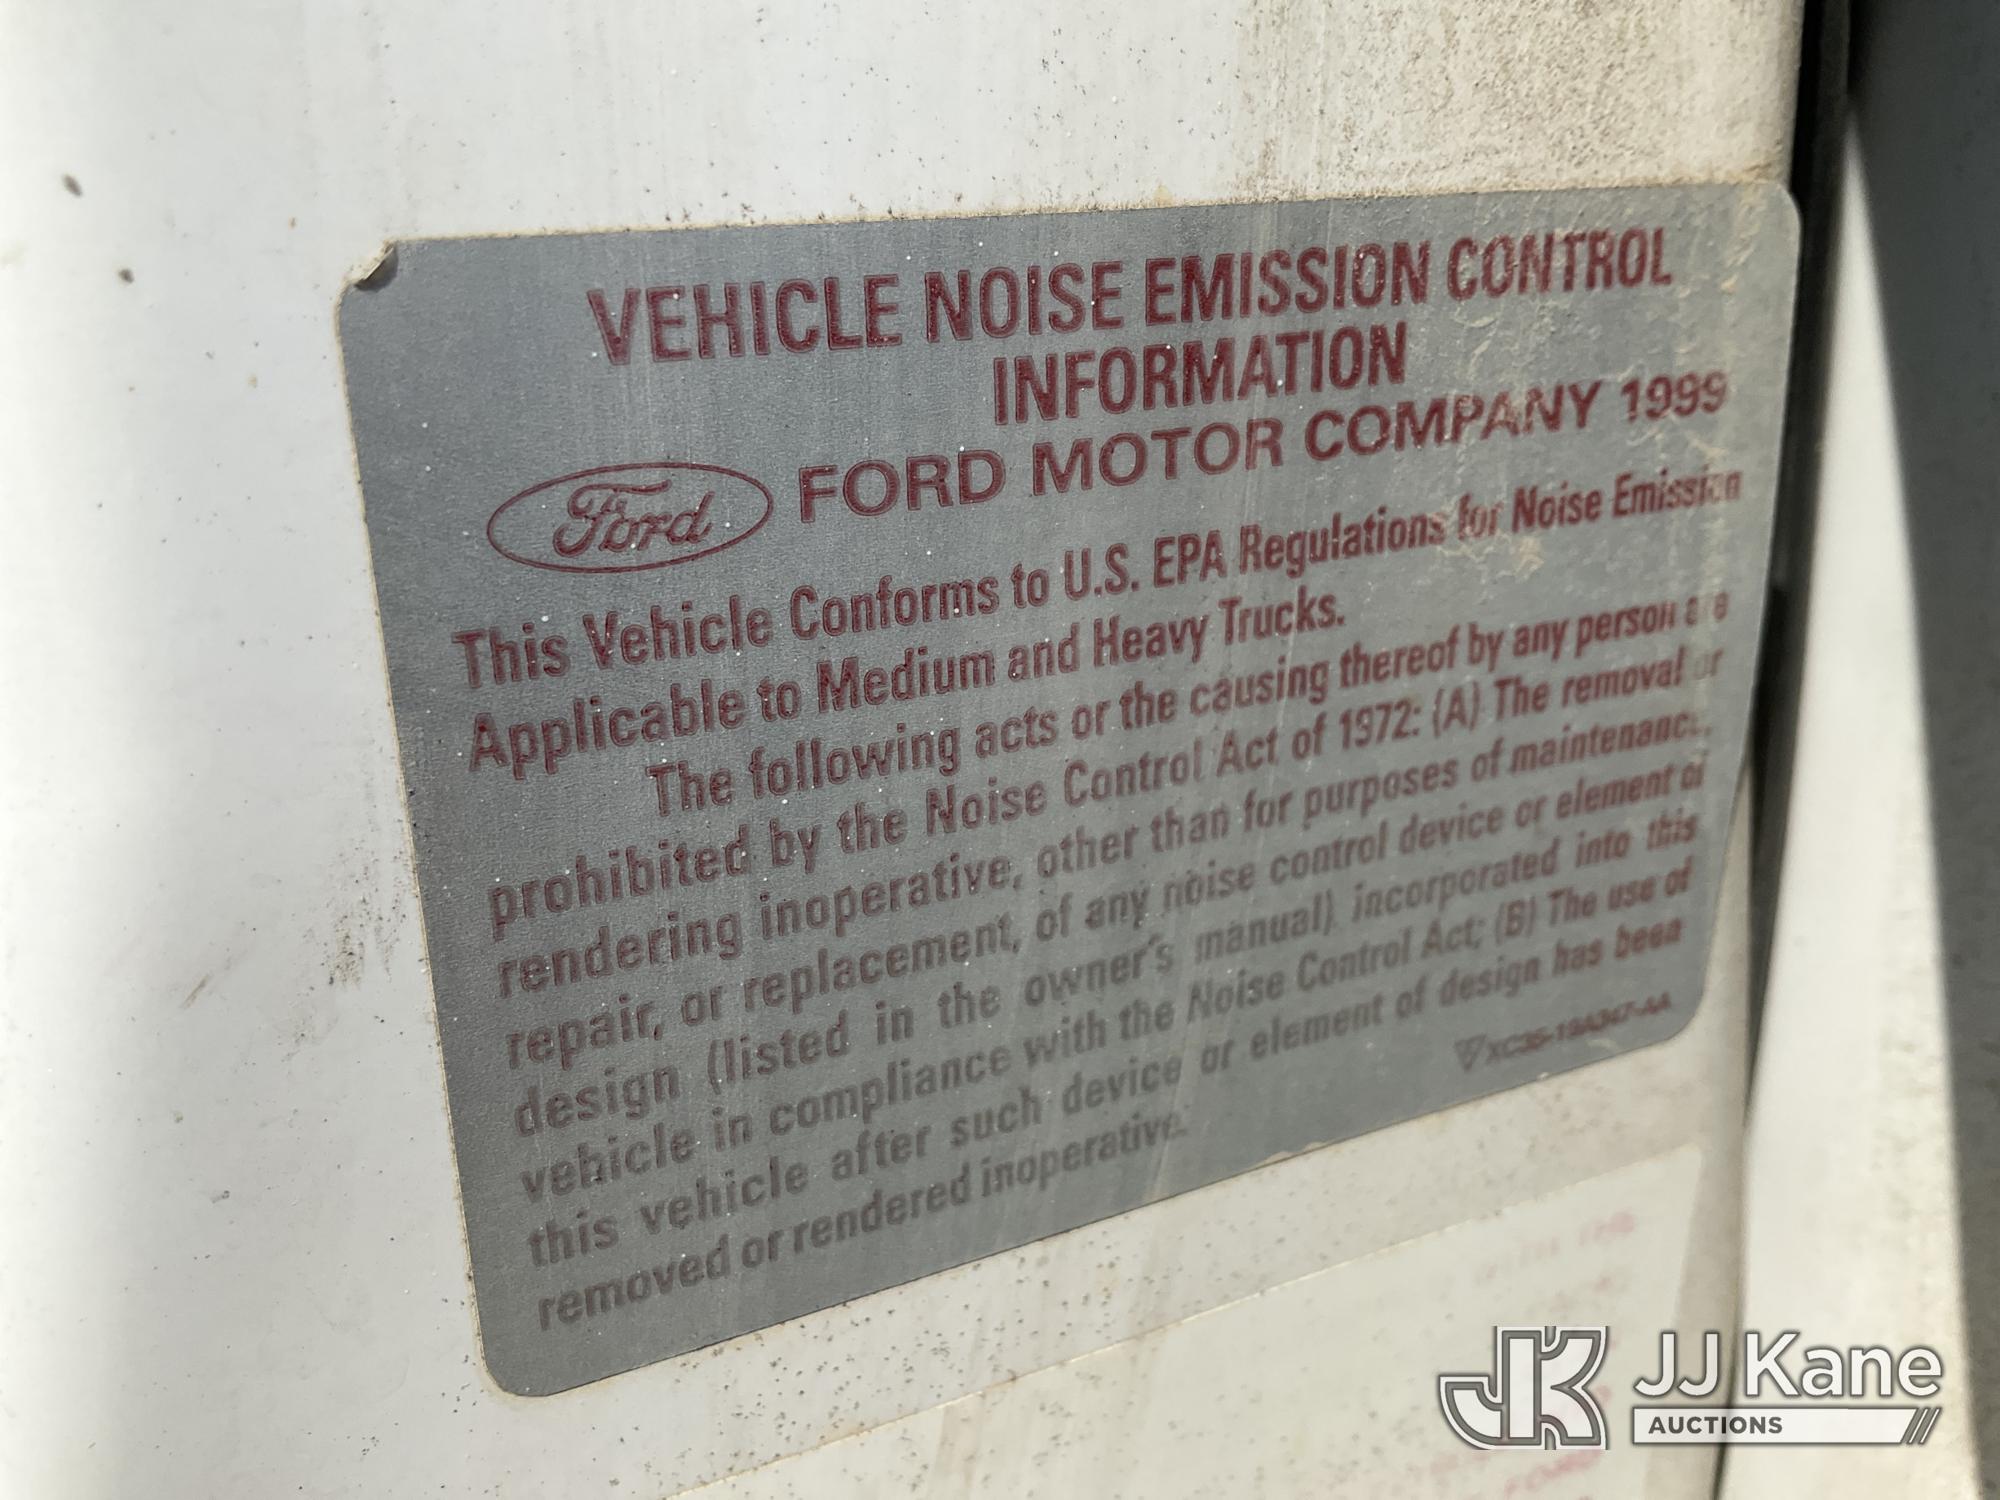 VEHICLE NOISE EMISSION CONTROL
INFORMATION
Ford FORD MOTOR COMPANY 1999
This Vehicle Conforms to U.S. EPA Regulations for Noise Emission
Applicable to Medium and Heavy Trucks.
The following acts or the causing thereof by any person are
prohibited by the Noise Control Act of 1972: (A) The removal or
rendering inoperative, other than for purposes of maintenance,
repair, or replacement, of any noise control device or element of
design (listed in the owner's manual) incorporated into this
vehicle in compliance with the Noise Control Act; (B) The use of
this vehicle after such device or element of design has been
removed or rendered inoperative.
JK JJ Kane
AUCTIONS